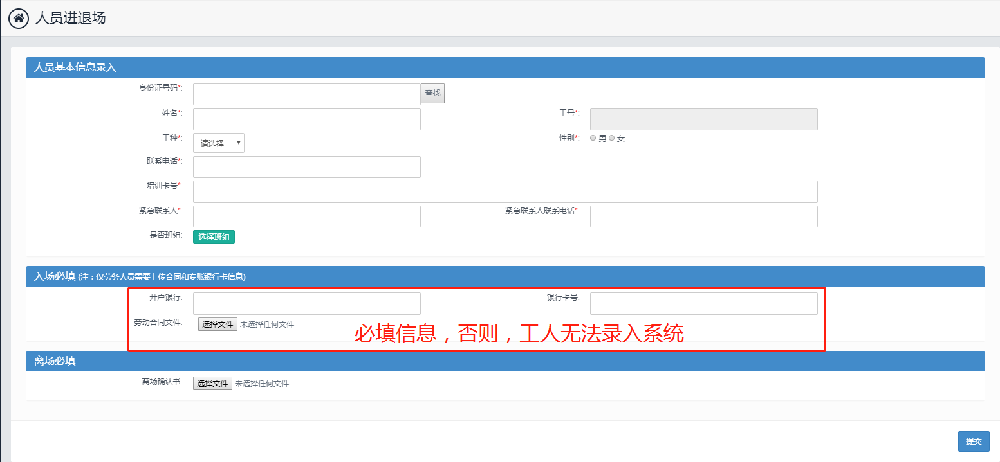 人员进退场
人员基本信息录入
身份证号码*: 查找
姓名*: 工号*:
工种*: 请选择 性别*: 男 女
联系电话*:
培训卡号*:
紧急联系人*: 紧急联系人联系电话*:
是否班组: 选择班组
入场必填 (注：仅劳务人员需要上传合同和专账银行卡信息)
开户银行: 银行卡号:
劳动合同文件: 选择文件 未选择任何文件
必填信息，否则，工人无法录入系统
离场必填
离场确认书: 选择文件 未选择任何文件
提交